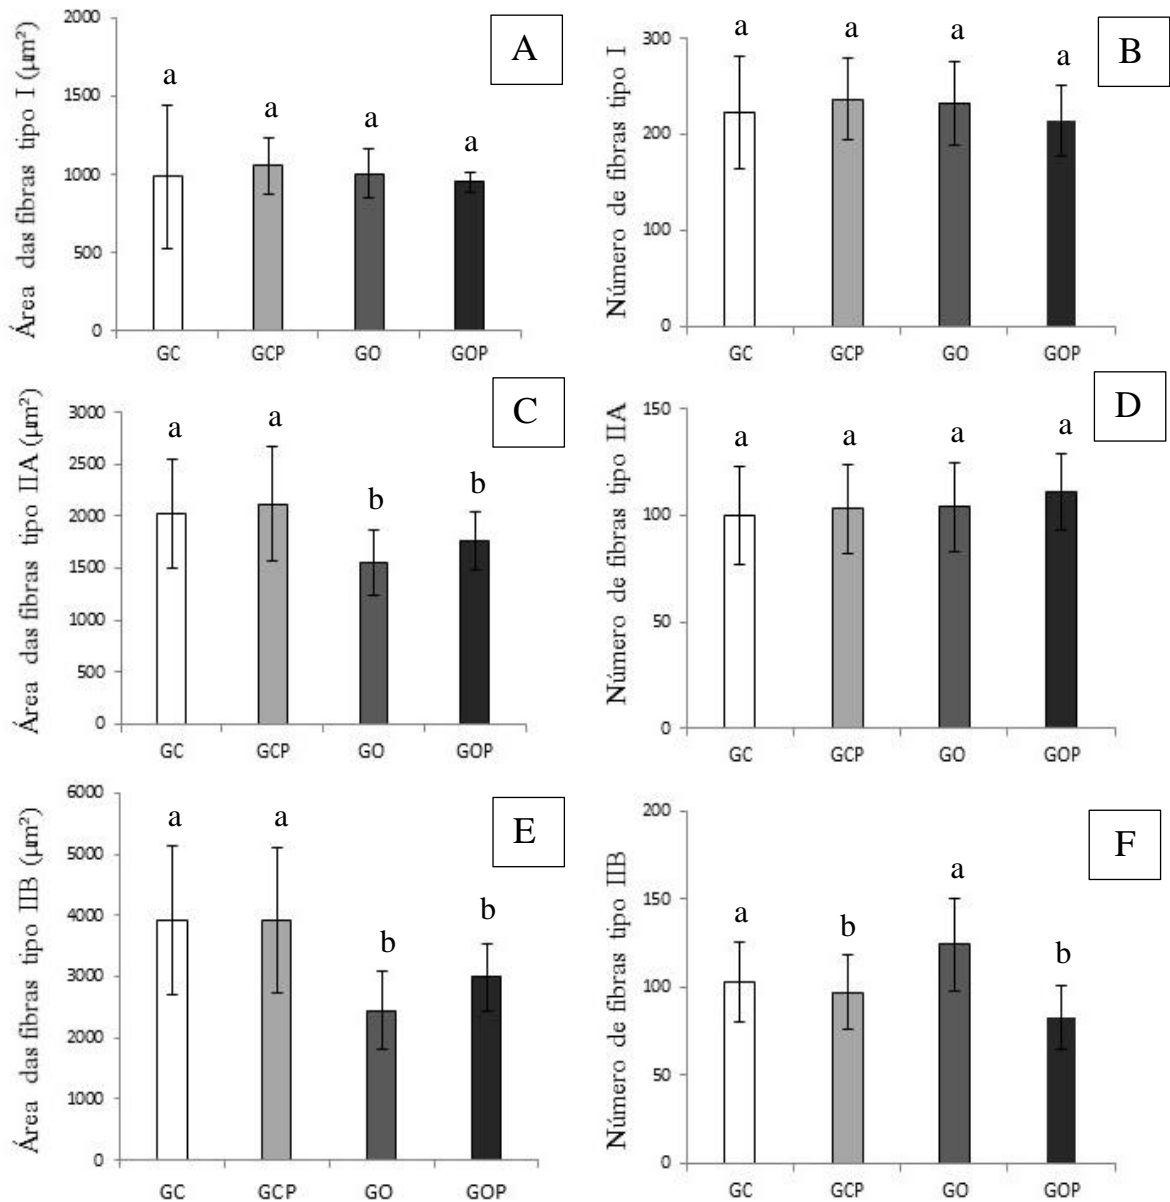 Área das fibras tipo I (µm²)
2000
1500
1000
500
0
a
a
a
a
A
GC GCP GO GOP
Número de fibras tipo I
300
200
100
0
a
a
a
a
B
GC GCP GO GOP
Área das fibras tipo IIA (µm²)
3000
2500
2000
1500
1000
500
0
a
a
b
b
C
GC GCP GO GOP
Número de fibras tipo IIA
150
100
50
0
a
a
a
a
D
GC GCP GO GOP
Área das fibras tipo IIB (µm²)
6000
5000
4000
3000
2000
1000
0
a
a
b
b
E
GC GCP GO GOP
Número de fibras tipo IIB
200
150
100
50
0
a
b
a
b
F
GC GCP GO GOP